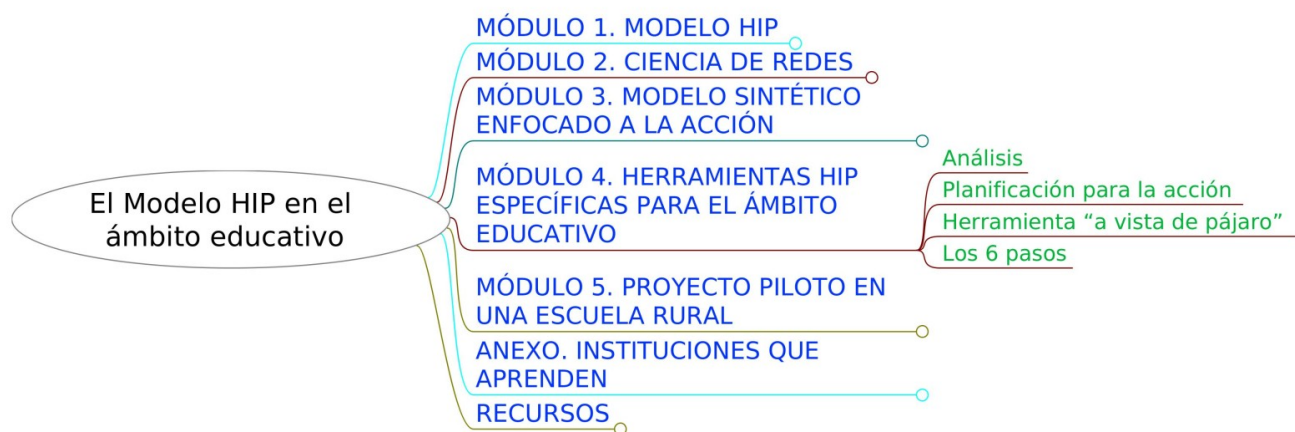 El Modelo HIP en el
ámbito educativo
MÓDULO 1. MODELO HIP
MÓDULO 2. CIENCIA DE REDES
MÓDULO 3. MODELO SINTÉTICO
ENFOCADO A LA ACCIÓN
MÓDULO 4. HERRAMIENTAS HIP
ESPECÍFICAS PARA EL ÁMBITO
EDUCATIVO
Análisis
Planificación para la acción
Herramienta “a vista de pájaro”
Los 6 pasos
MÓDULO 5. PROYECTO PILOTO EN
UNA ESCUELA RURAL
ANEXO. INSTITUCIONES QUE
APRENDEN
RECURSOS